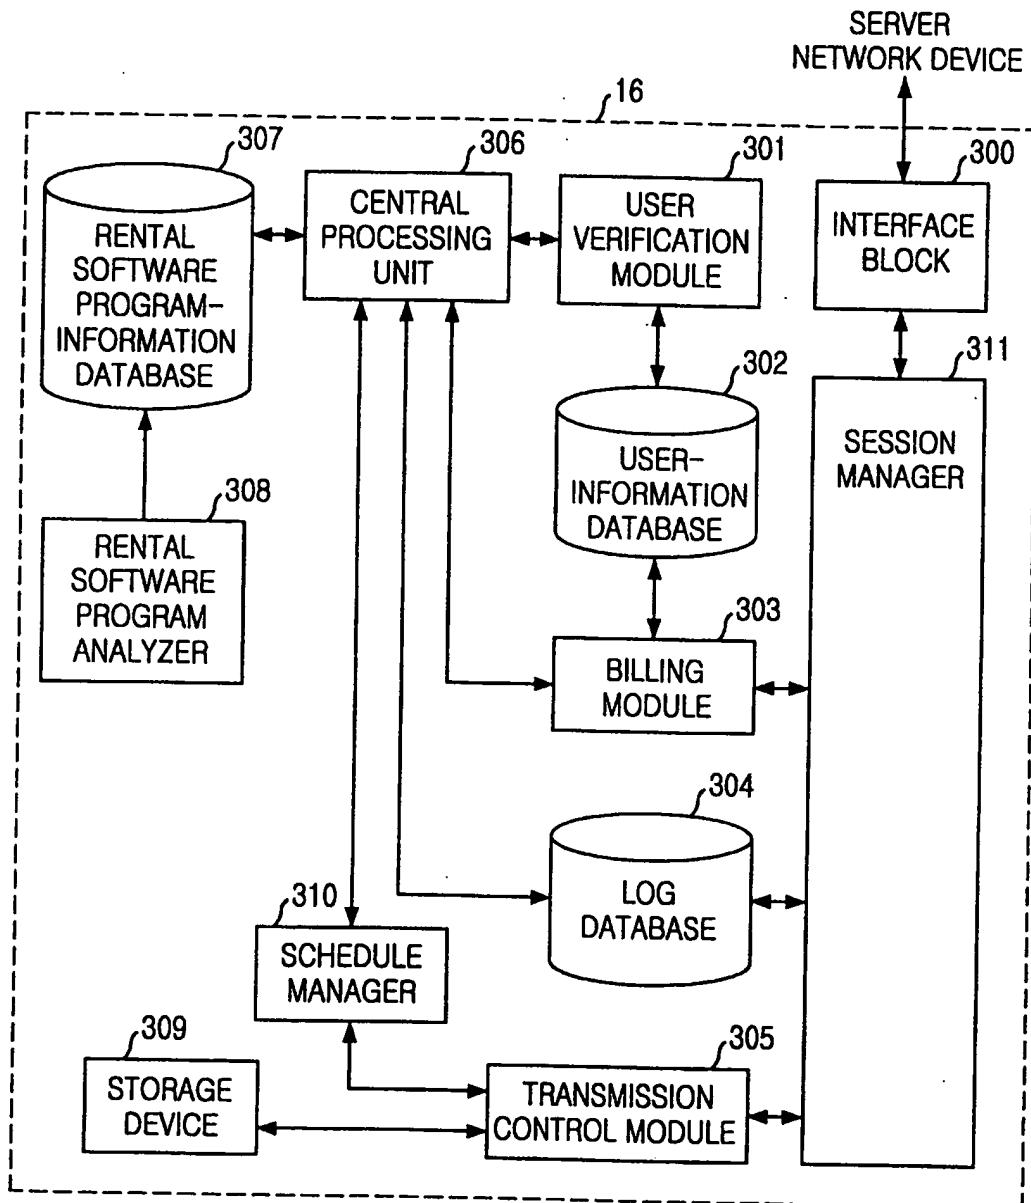 SERVER
NETWORK DEVICE
16
307
306
301
300
RENTAL
SOFTWARE
PROGRAM-
INFORMATION
DATABASE
CENTRAL
PROCESSING
UNIT
USER
VERIFICATION
MODULE
INTERFACE
BLOCK
311
SESSION
MANAGER
302
USER-
INFORMATION
DATABASE
308
RENTAL
SOFTWARE
PROGRAM
ANALYZER
303
BILLING
MODULE
304
LOG
DATABASE
310
SCHEDULE
MANAGER
309
STORAGE
DEVICE
305
TRANSMISSION
CONTROL MODULE